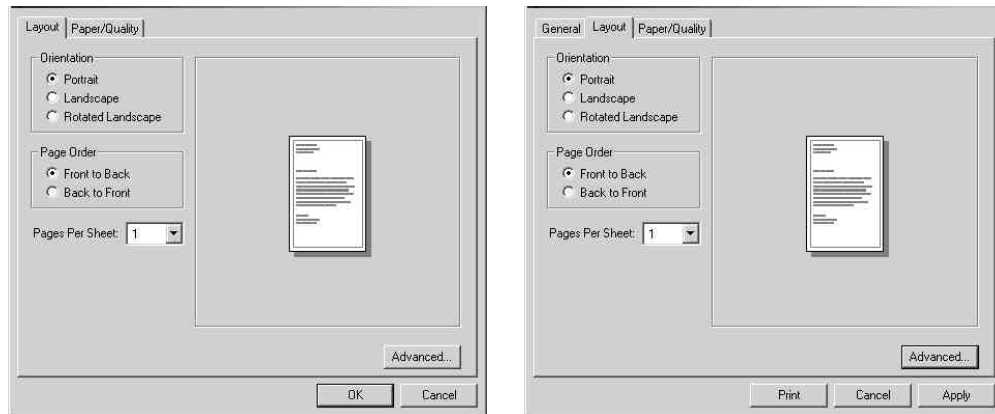 Layout Paper/Quality
Orientation
Portrait
Landscape
Rotated Landscape
Page Order
Front to Back
Back to Front
Pages Per Sheet: 1
Advanced...
OK Cancel
General Layout Paper/Quality
Orientation
Portrait
Landscape
Rotated Landscape
Page Order
Front to Back
Back to Front
Pages Per Sheet: 1
Advanced...
Print Cancel Apply